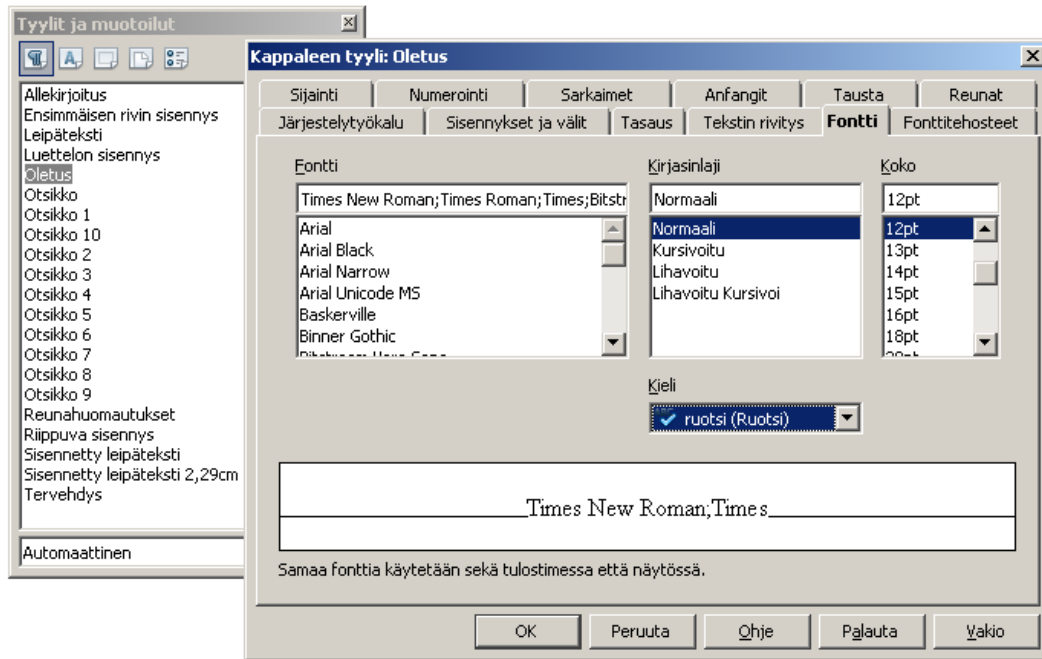 Tyylit ja muotoilut
Allekirjoitus
Ensimmäisen rivin sisennys
Leipäteksti
Luettelon sisennys
Oletus
Otsikko
Otsikko 1
Otsikko 10
Otsikko 2
Otsikko 3
Otsikko 4
Otsikko 5
Otsikko 6
Otsikko 7
Otsikko 8
Otsikko 9
Reunahuomautukset
Riippuva sisennys
Sisennetty leipäteksti
Sisennetty leipäteksti 2,29cm
Tervehdys
Automaattinen
Kappaleen tyyli: Oletus
Sijainti Numerointi Sarkaimet Anfangit Tausta Reunat
Järjestelytyökalu Sisennykset ja välit Tasaus Tekstin rivitys Fontti Fonttitehosteet
Fontti
Times New Roman;Times Roman;Times;Bitstr
Arial
Arial Black
Arial Narrow
Arial Unicode MS
Baskerville
Binner Gothic
Kirjasinlaji
Normaali
Normaali
Kursivoitu
Lihavoitu
Lihavoitu Kursivoi
Koko
12pt
12pt
13pt
14pt
15pt
16pt
18pt
Kieli
ruotsi (Ruotsi)
Times New Roman;Times
Samaa fonttia käytetään sekä tulostimessa että näytössä.
OK Peruuta Ohje Palauta Vakio